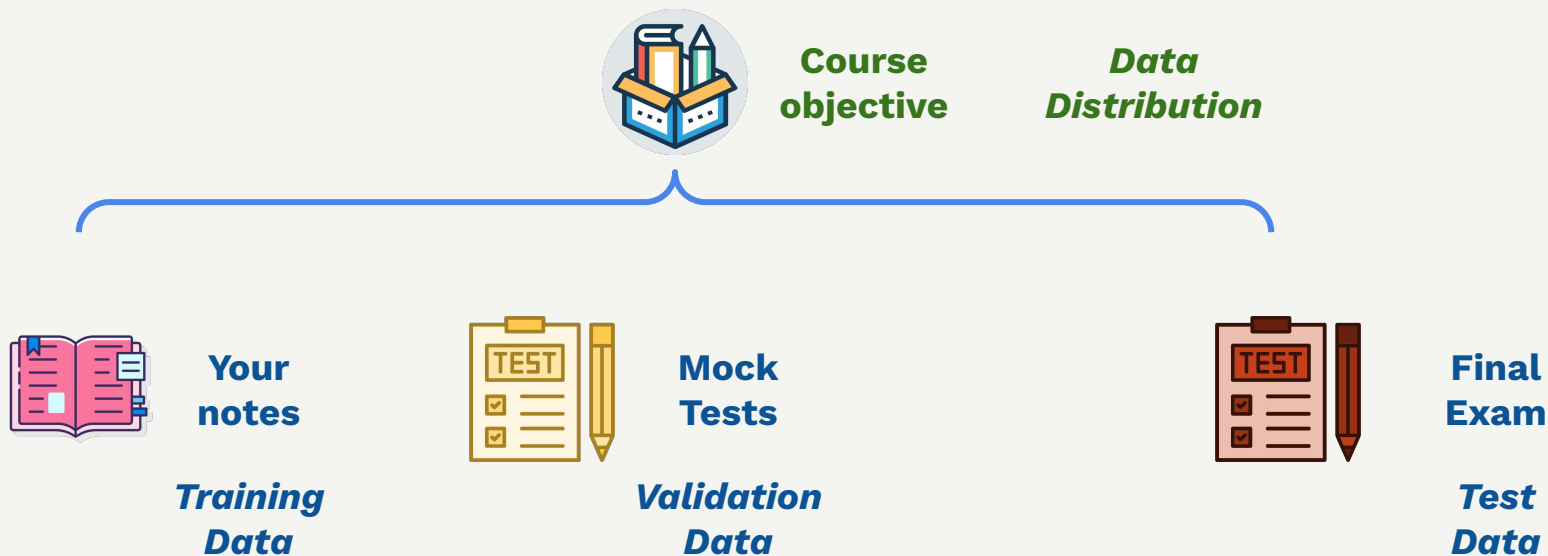 Course
objective
Data
Distribution
Your
notes
TEST
Mock
Tests
TEST
Final
Exam
Training
Data
Validation
Data
Test
Data